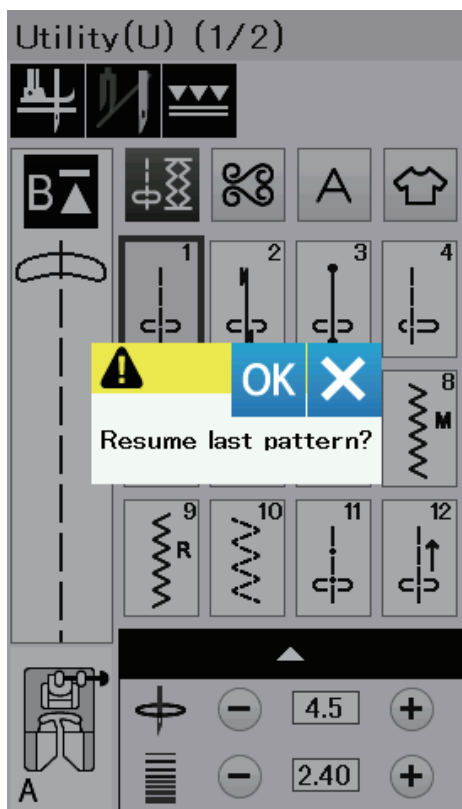 Utility(U) (1/2)
B
A
1
2
3
4
OK
Resume last pattern?
8
M
9
R
10
11
12
4.5
A
2.40